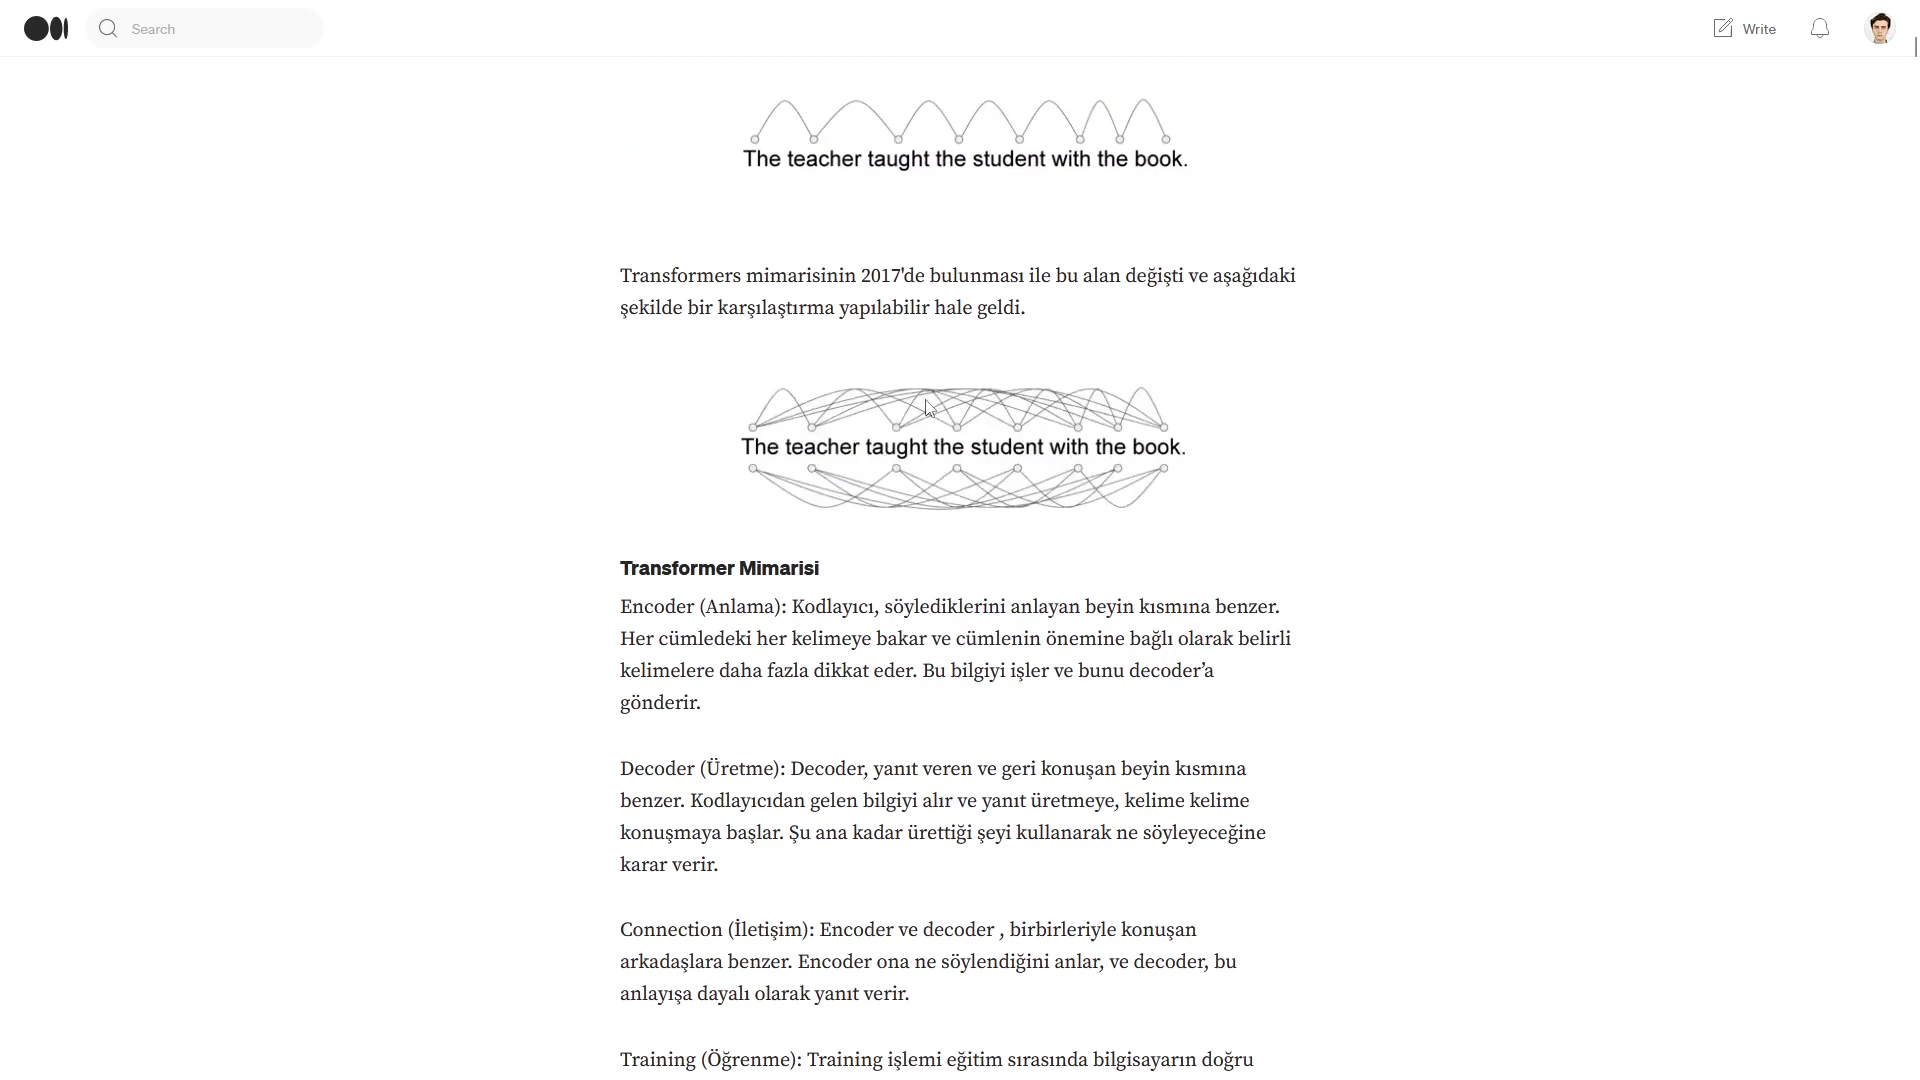 Search
Write
The teacher taught the student with the book.
Transformers mimarisinin 2017'de bulunması ile bu alan değişti ve aşağıdaki
şekilde bir karşılaştırma yapılabilir hale geldi.
The teacher taught the student with the book.
Transformer Mimarisi
Encoder (Anlama): Kodlayıcı, söylediklerini anlayan beyin kısmına benzer.
Her cümledeki her kelimeye bakar ve cümlenin önemine bağlı olarak belirli
kelimelere daha fazla dikkat eder. Bu bilgiyi işler ve bunu decoder’a
gönderir.
Decoder (Üretme): Decoder, yanıt veren ve geri konuşan beyin kısmına
benzer. Kodlayıcıdan gelen bilgiyi alır ve yanıt üretmeye, kelime kelime
konuşmaya başlar. Şu ana kadar ürettiği şeyi kullanarak ne söyleyeceğine
karar verir.
Connection (İletişim): Encoder ve decoder , birbirleriyle konuşan
arkadaşlara benzer. Encoder ona ne söylendiğini anlar, ve decoder, bu
anlayışa dayalı olarak yanıt verir.
Training (Öğrenme): Training işlemi eğitim sırasında bilgisayarın doğru